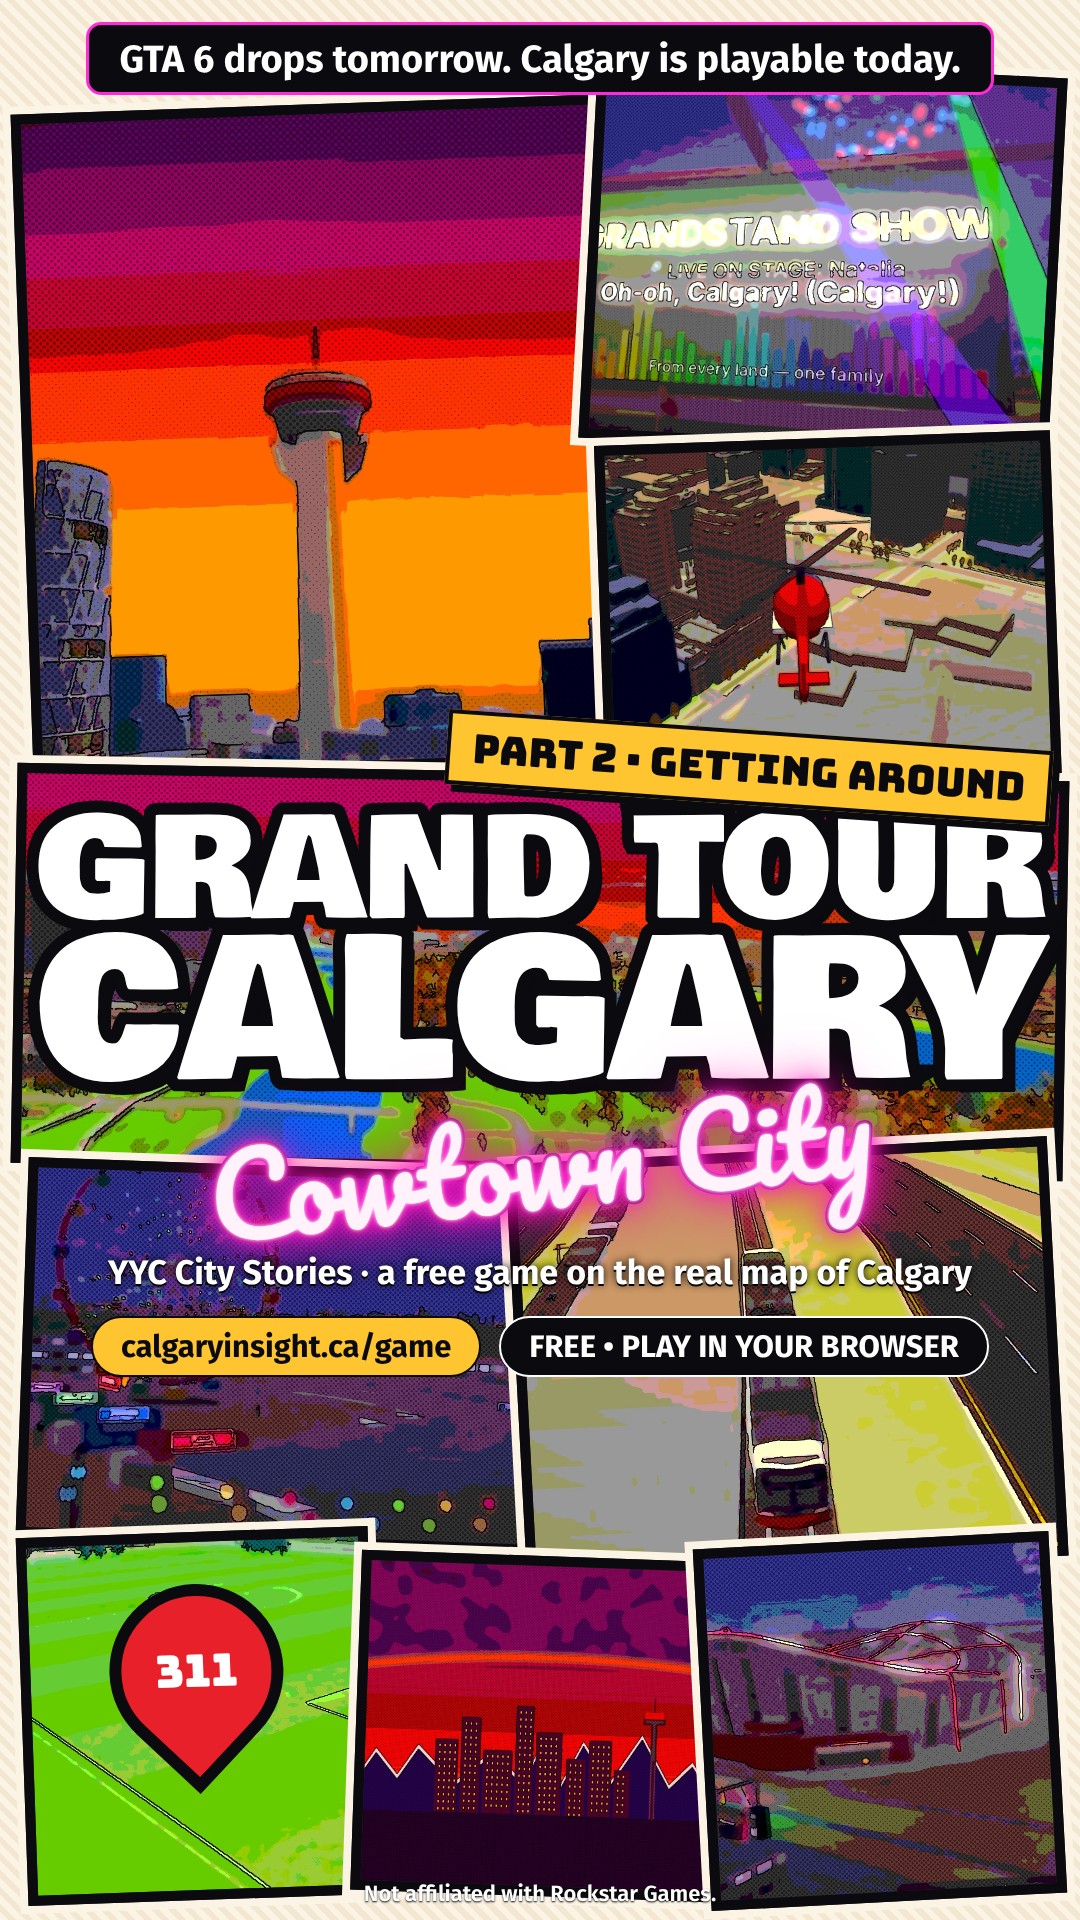 GTA 6 drops tomorrow. Calgary is playable today.
GRANDSTAND SHOW
LIVE ON STAGE: Natalia
Oh-oh, Calgary! (Calgary!)
From every land — one family
PART 2 • GETTING AROUND
GRAND TOUR
CALGARY
Cowtown City
YYC City Stories · a free game on the real map of Calgary
calgaryinsight.ca/game
FREE • PLAY IN YOUR BROWSER
311
Not affiliated with Rockstar Games.